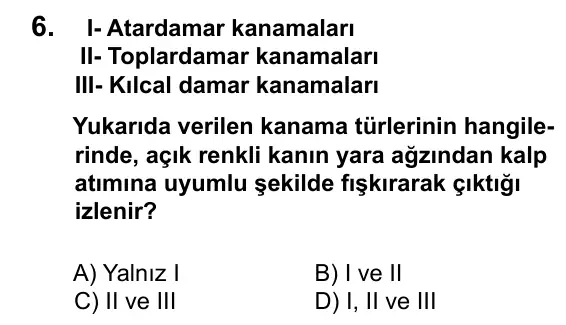 6. I- Atardamar kanamaları
II- Toplardamar kanamaları
III- Kılcal damar kanamaları
Yukarıda verilen kanama türlerinin hangile-
rinde, açık renkli kanın yara ağzından kalp
atımına uyumlu şekilde fışkırarak çıktığı
izlenir?
A) Yalnız I B) I ve II
C) II ve III D) I, II ve III